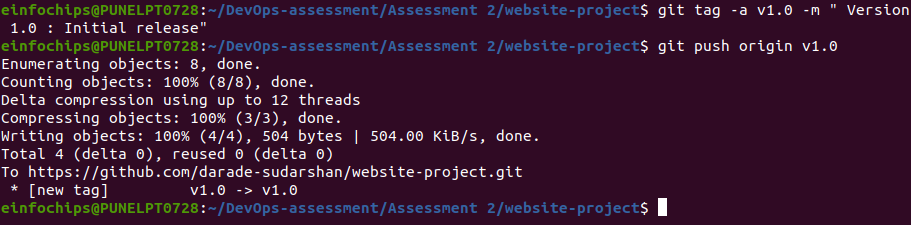 einfochips@PUNELPT0728:~/DevOps-assessment/Assessment 2/website-project$ git tag -a v1.0 -m " Version
 1.0 : Initial release"
einfochips@PUNELPT0728:~/DevOps-assessment/Assessment 2/website-project$ git push origin v1.0
Enumerating objects: 8, done.
Counting objects: 100% (8/8), done.
Delta compression using up to 12 threads
Compressing objects: 100% (3/3), done.
Writing objects: 100% (4/4), 504 bytes | 504.00 KiB/s, done.
Total 4 (delta 0), reused 0 (delta 0)
To https://github.com/darade-sudarshan/website-project.git
 * [new tag]         v1.0 -> v1.0
einfochips@PUNELPT0728:~/DevOps-assessment/Assessment 2/website-project$